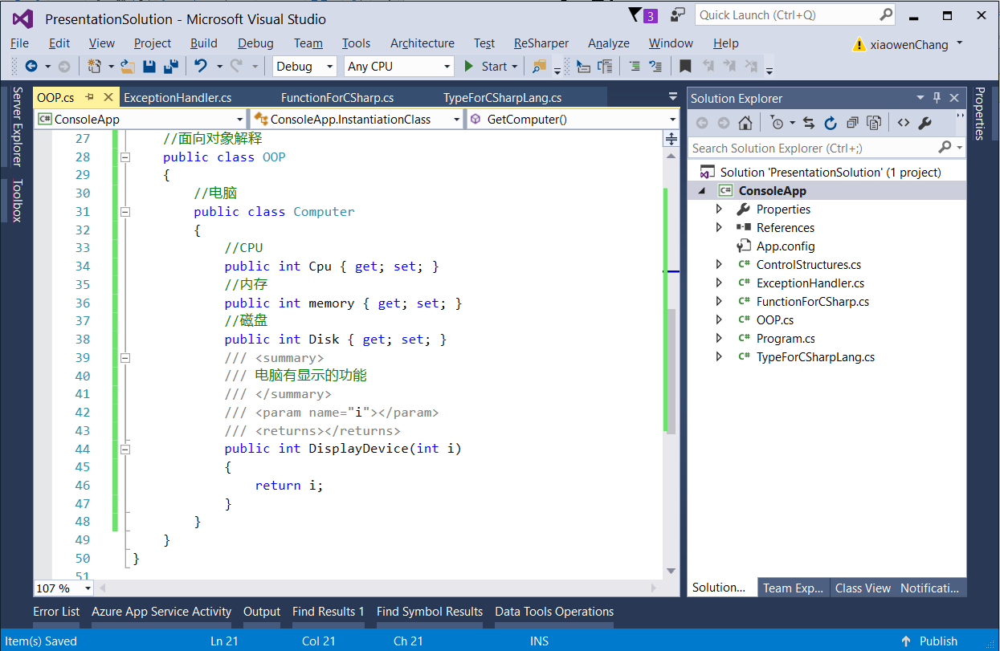 PresentationSolution - Microsoft Visual Studio
3
Quick Launch (Ctrl+Q)
File Edit View Project Build Debug Team Tools Architecture Test ReSharper Analyze Window Help
xiaowenChang
Debug Any CPU Start
Server Explorer
Toolbox
OOP.cs ExceptionHandler.cs FunctionForCSharp.cs TypeForCSharpLang.cs
C# ConsoleApp ConsoleApp.InstantiationClass GetComputer()
27 //面向对象解释
28 public class OOP
29 {
30 //电脑
31 public class Computer
32 {
33 //CPU
34 public int Cpu { get; set; }
35 //内存
36 public int memory { get; set; }
37 //磁盘
38 public int Disk { get; set; }
39 /// <summary>
40 /// 电脑有显示的功能
41 /// </summary>
42 /// <param name="i"></param>
43 /// <returns></returns>
44 public int DisplayDevice(int i)
45 {
46 return i;
47 }
48 }
49 }
50 }
51
107 %
Solution Explorer
Search Solution Explorer (Ctrl+;)
Solution 'PresentationSolution' (1 project)
C# ConsoleApp
Properties
References
App.config
C# ControlStructures.cs
C# ExceptionHandler.cs
C# FunctionForCSharp.cs
C# OOP.cs
C# Program.cs
C# TypeForCSharpLang.cs
Solution... Team Exp... Class View Notificati...
Properties
Error List Azure App Service Activity Output Find Results 1 Find Symbol Results Data Tools Operations
Item(s) Saved Ln 21 Col 21 Ch 21 INS Publish